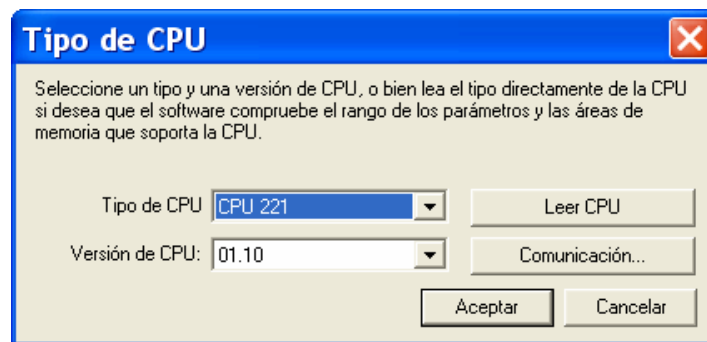 Tipo de CPU
Seleccione un tipo y una versión de CPU, o bien lea el tipo directamente de la CPU
si desea que el software compruebe el rango de los parámetros y las áreas de
memoria que soporta la CPU.
Tipo de CPU CPU 221 Leer CPU
Versión de CPU: 01.10 Comunicación...
Aceptar Cancelar